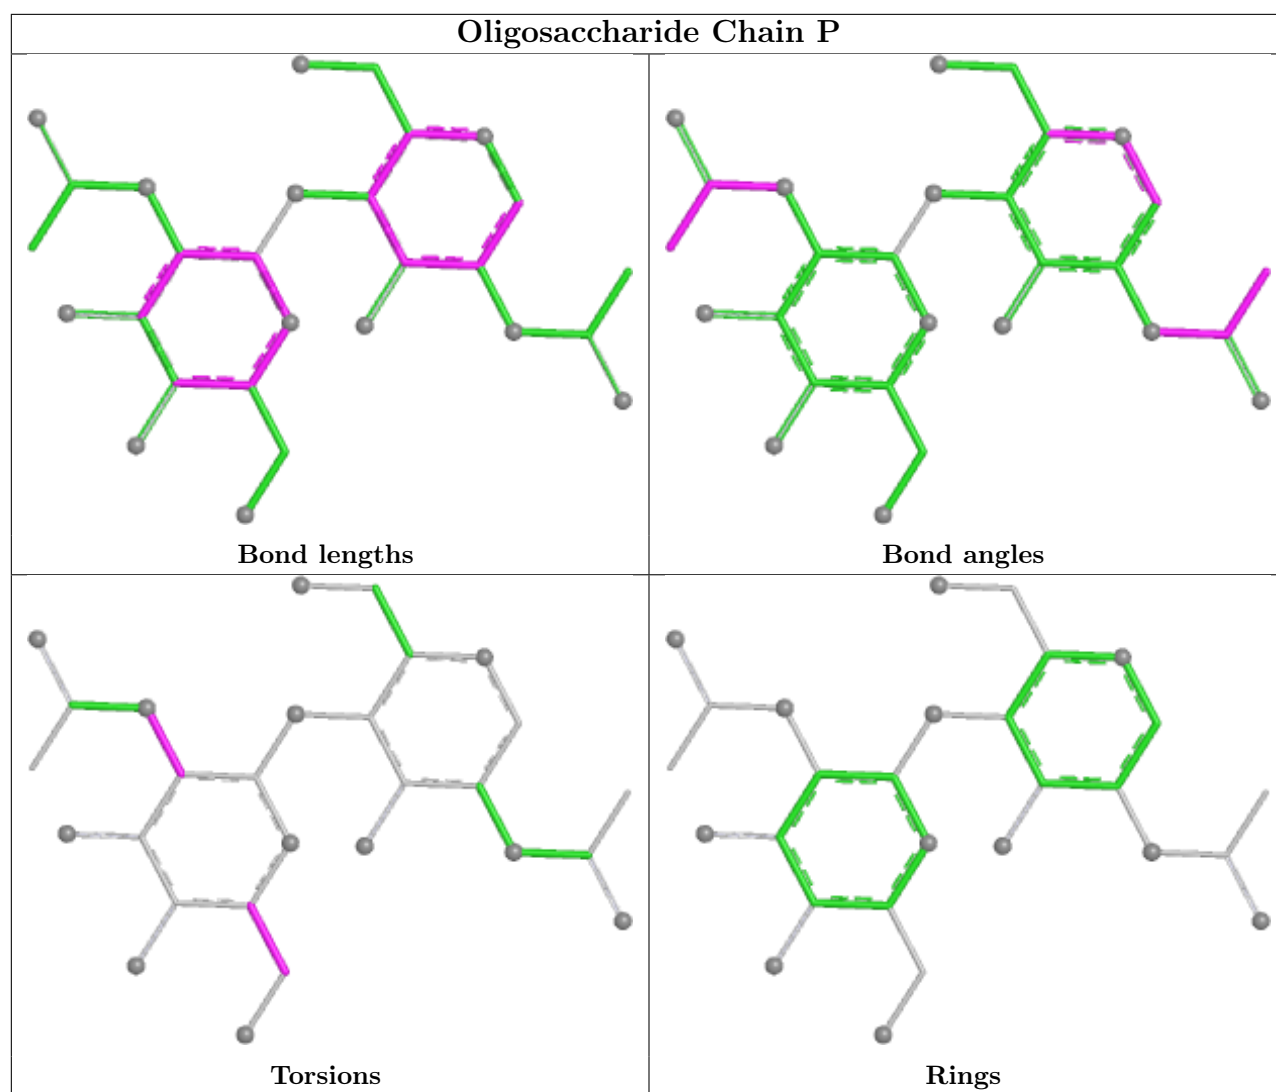 Oligosaccharide Chain P
Bond lengths
Bond angles
Torsions
Rings